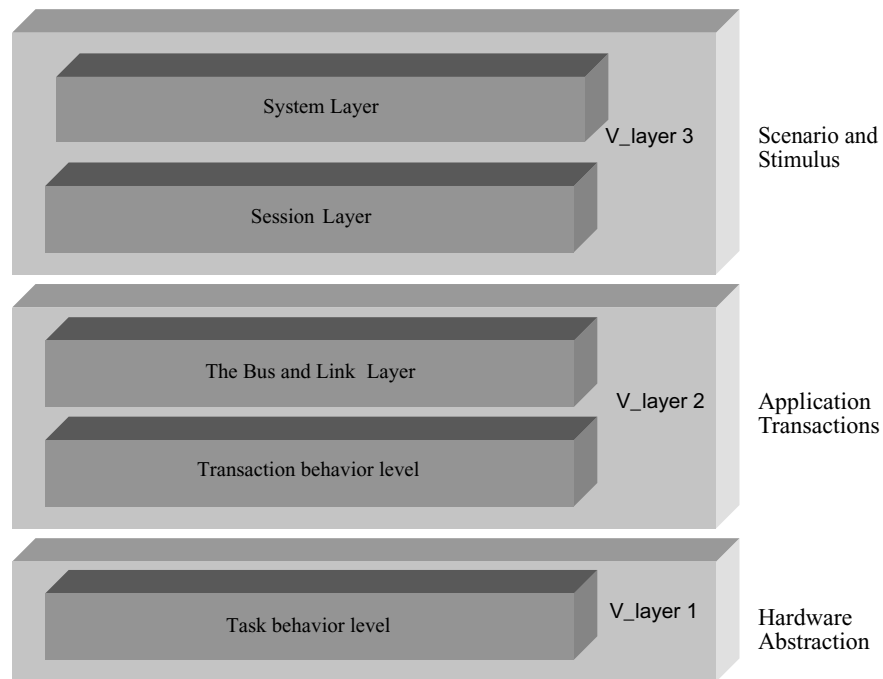 System Layer
V_layer 3
Scenario and
Stimulus
Session Layer
The Bus and Link Layer
V_layer 2
Application
Transactions
Transaction behavior level
V_layer 1
Task behavior level
Hardware
Abstraction